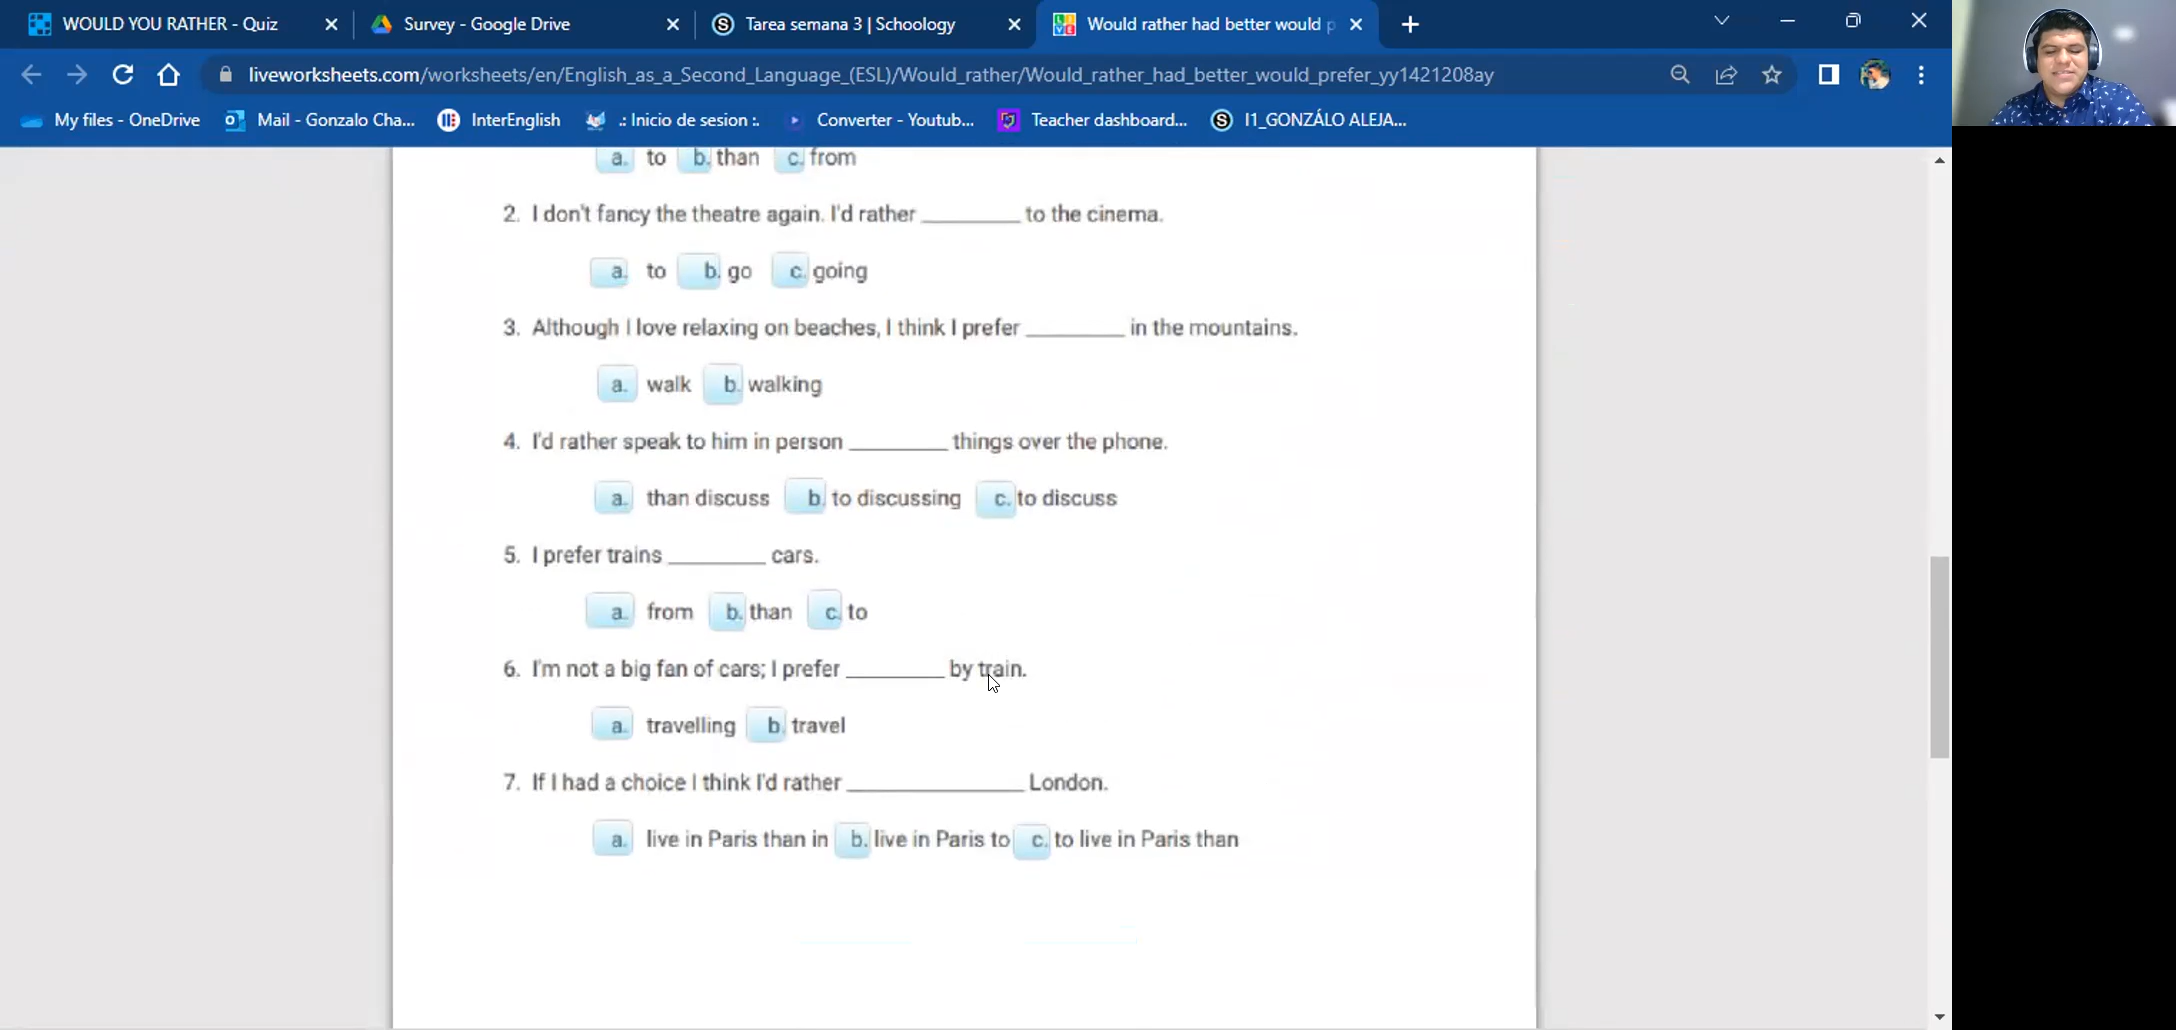 WOULD YOU RATHER - Quiz
Survey - Google Drive
Tarea semana 3 | Schoology
Would rather had better would p
liveworksheets.com/worksheets/en/English_as_a_Second_Language_(ESL)/Would_rather/Would_rather_had_better_would_prefer_yy1421208ay
My files - OneDrive
Mail - Gonzalo Cha...
InterEnglish
.: Inicio de sesion :.
Converter - Youtub...
Teacher dashboard...
I1_GONZÁLO ALEJA...
a. to b. than c. from
2. I don't fancy the theatre again. I'd rather ________ to the cinema.
a. to b. go c. going
3. Although I love relaxing on beaches, I think I prefer ________ in the mountains.
a. walk b. walking
4. I'd rather speak to him in person ________ things over the phone.
a. than discuss b. to discussing c. to discuss
5. I prefer trains ________ cars.
a. from b. than c. to
6. I'm not a big fan of cars; I prefer ________ by train.
a. travelling b. travel
7. If I had a choice I think I'd rather ______________ London.
a. live in Paris than in b. live in Paris to c. to live in Paris than